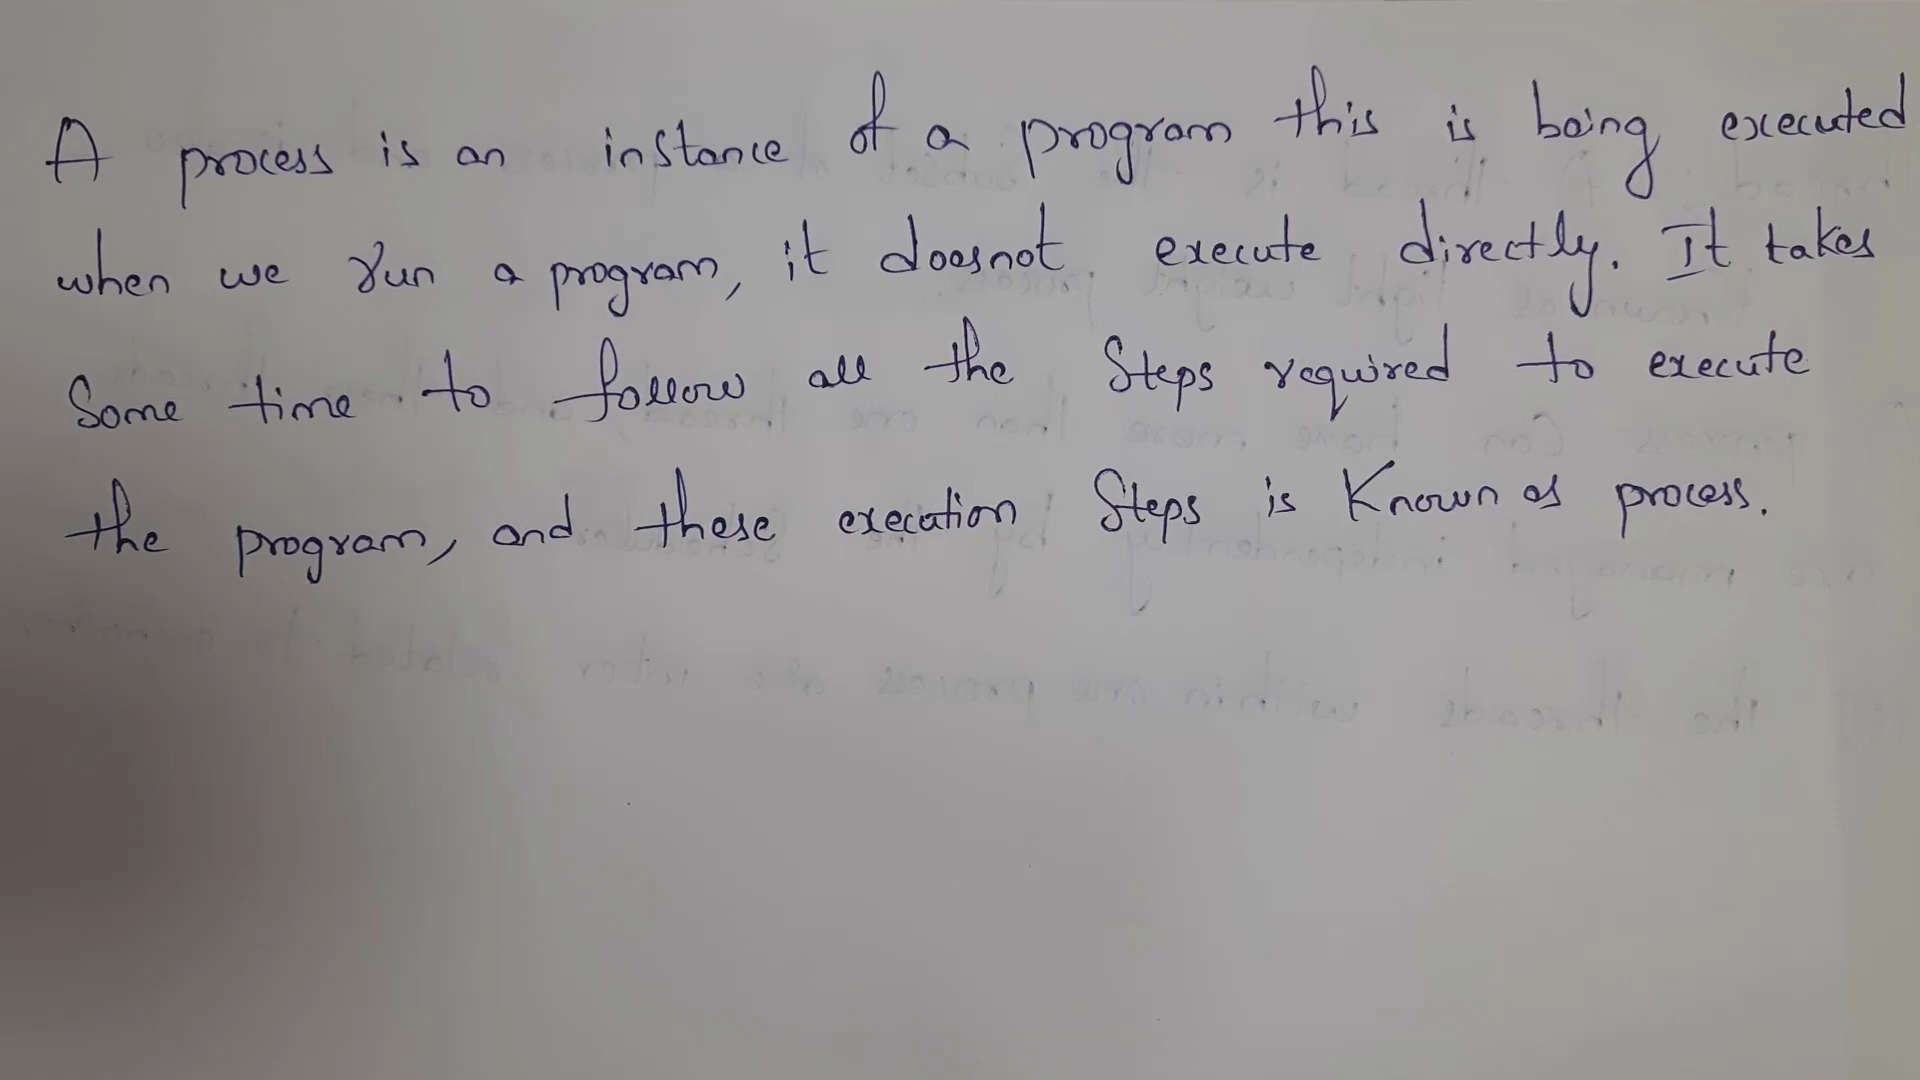 A process is an instance of a program this is being executed
when we run a program, it doesnot execute directly. It takes
Some time to follow all the Steps required to execute
the program, and these execution Steps is Known as process.